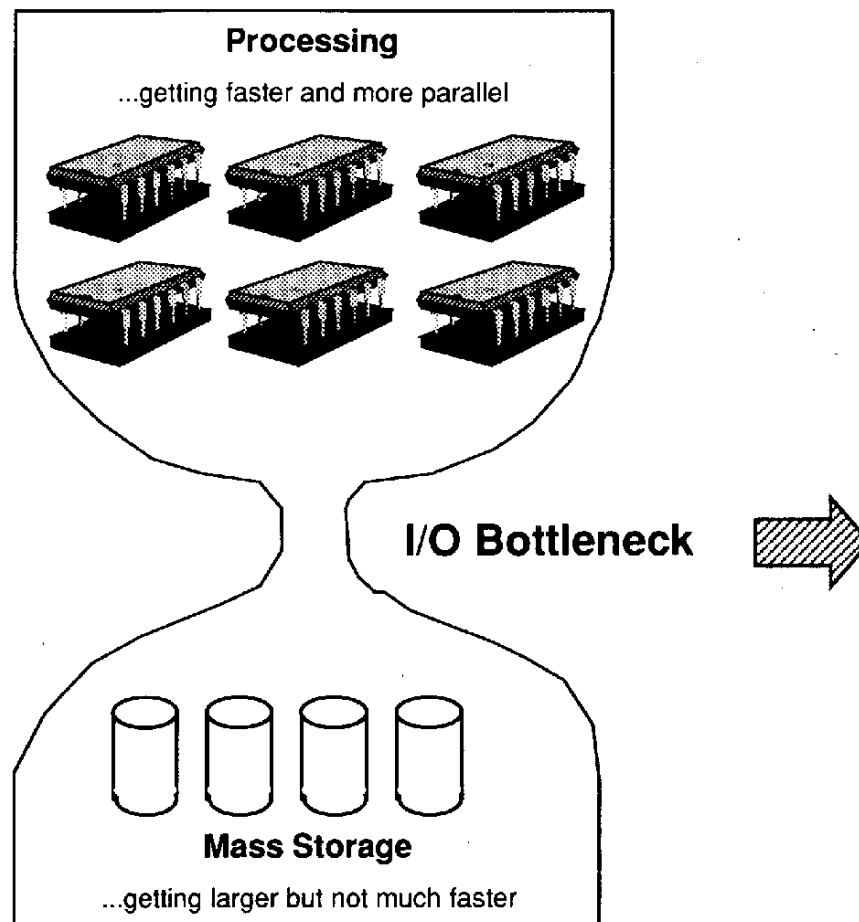 Processing
...getting faster and more parallel
I/O Bottleneck
Mass Storage
...getting larger but not much faster